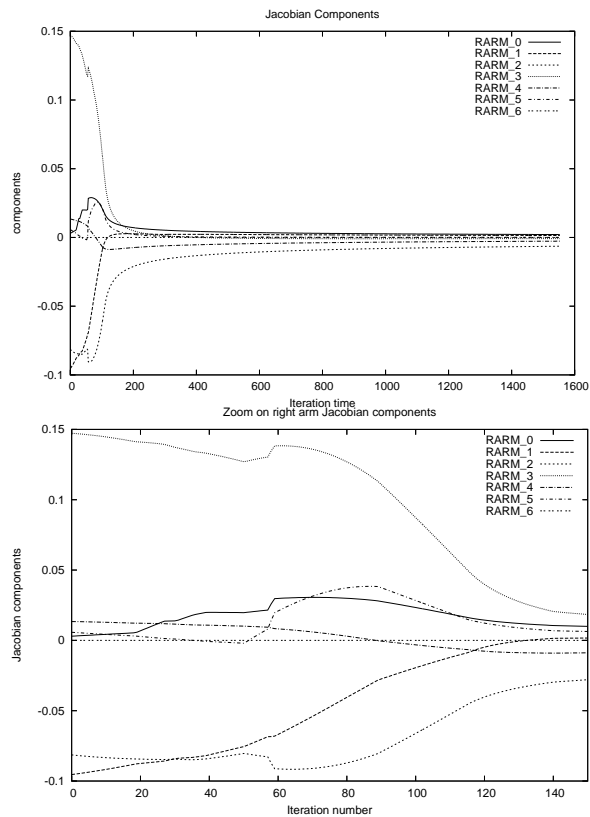 Jacobian Components
0.15
0.1
0.05
0
-0.05
-0.1
components
RARM_0
RARM_1
RARM_2
RARM_3
RARM_4
RARM_5
RARM_6
0 200 400 600 800 1000 1200 1400 1600
Iteration time
Zoom on right arm Jacobian components
0.15
0.1
0.05
0
-0.05
-0.1
Jacobian components
RARM_0
RARM_1
RARM_2
RARM_3
RARM_4
RARM_5
RARM_6
0 20 40 60 80 100 120 140
Iteration number